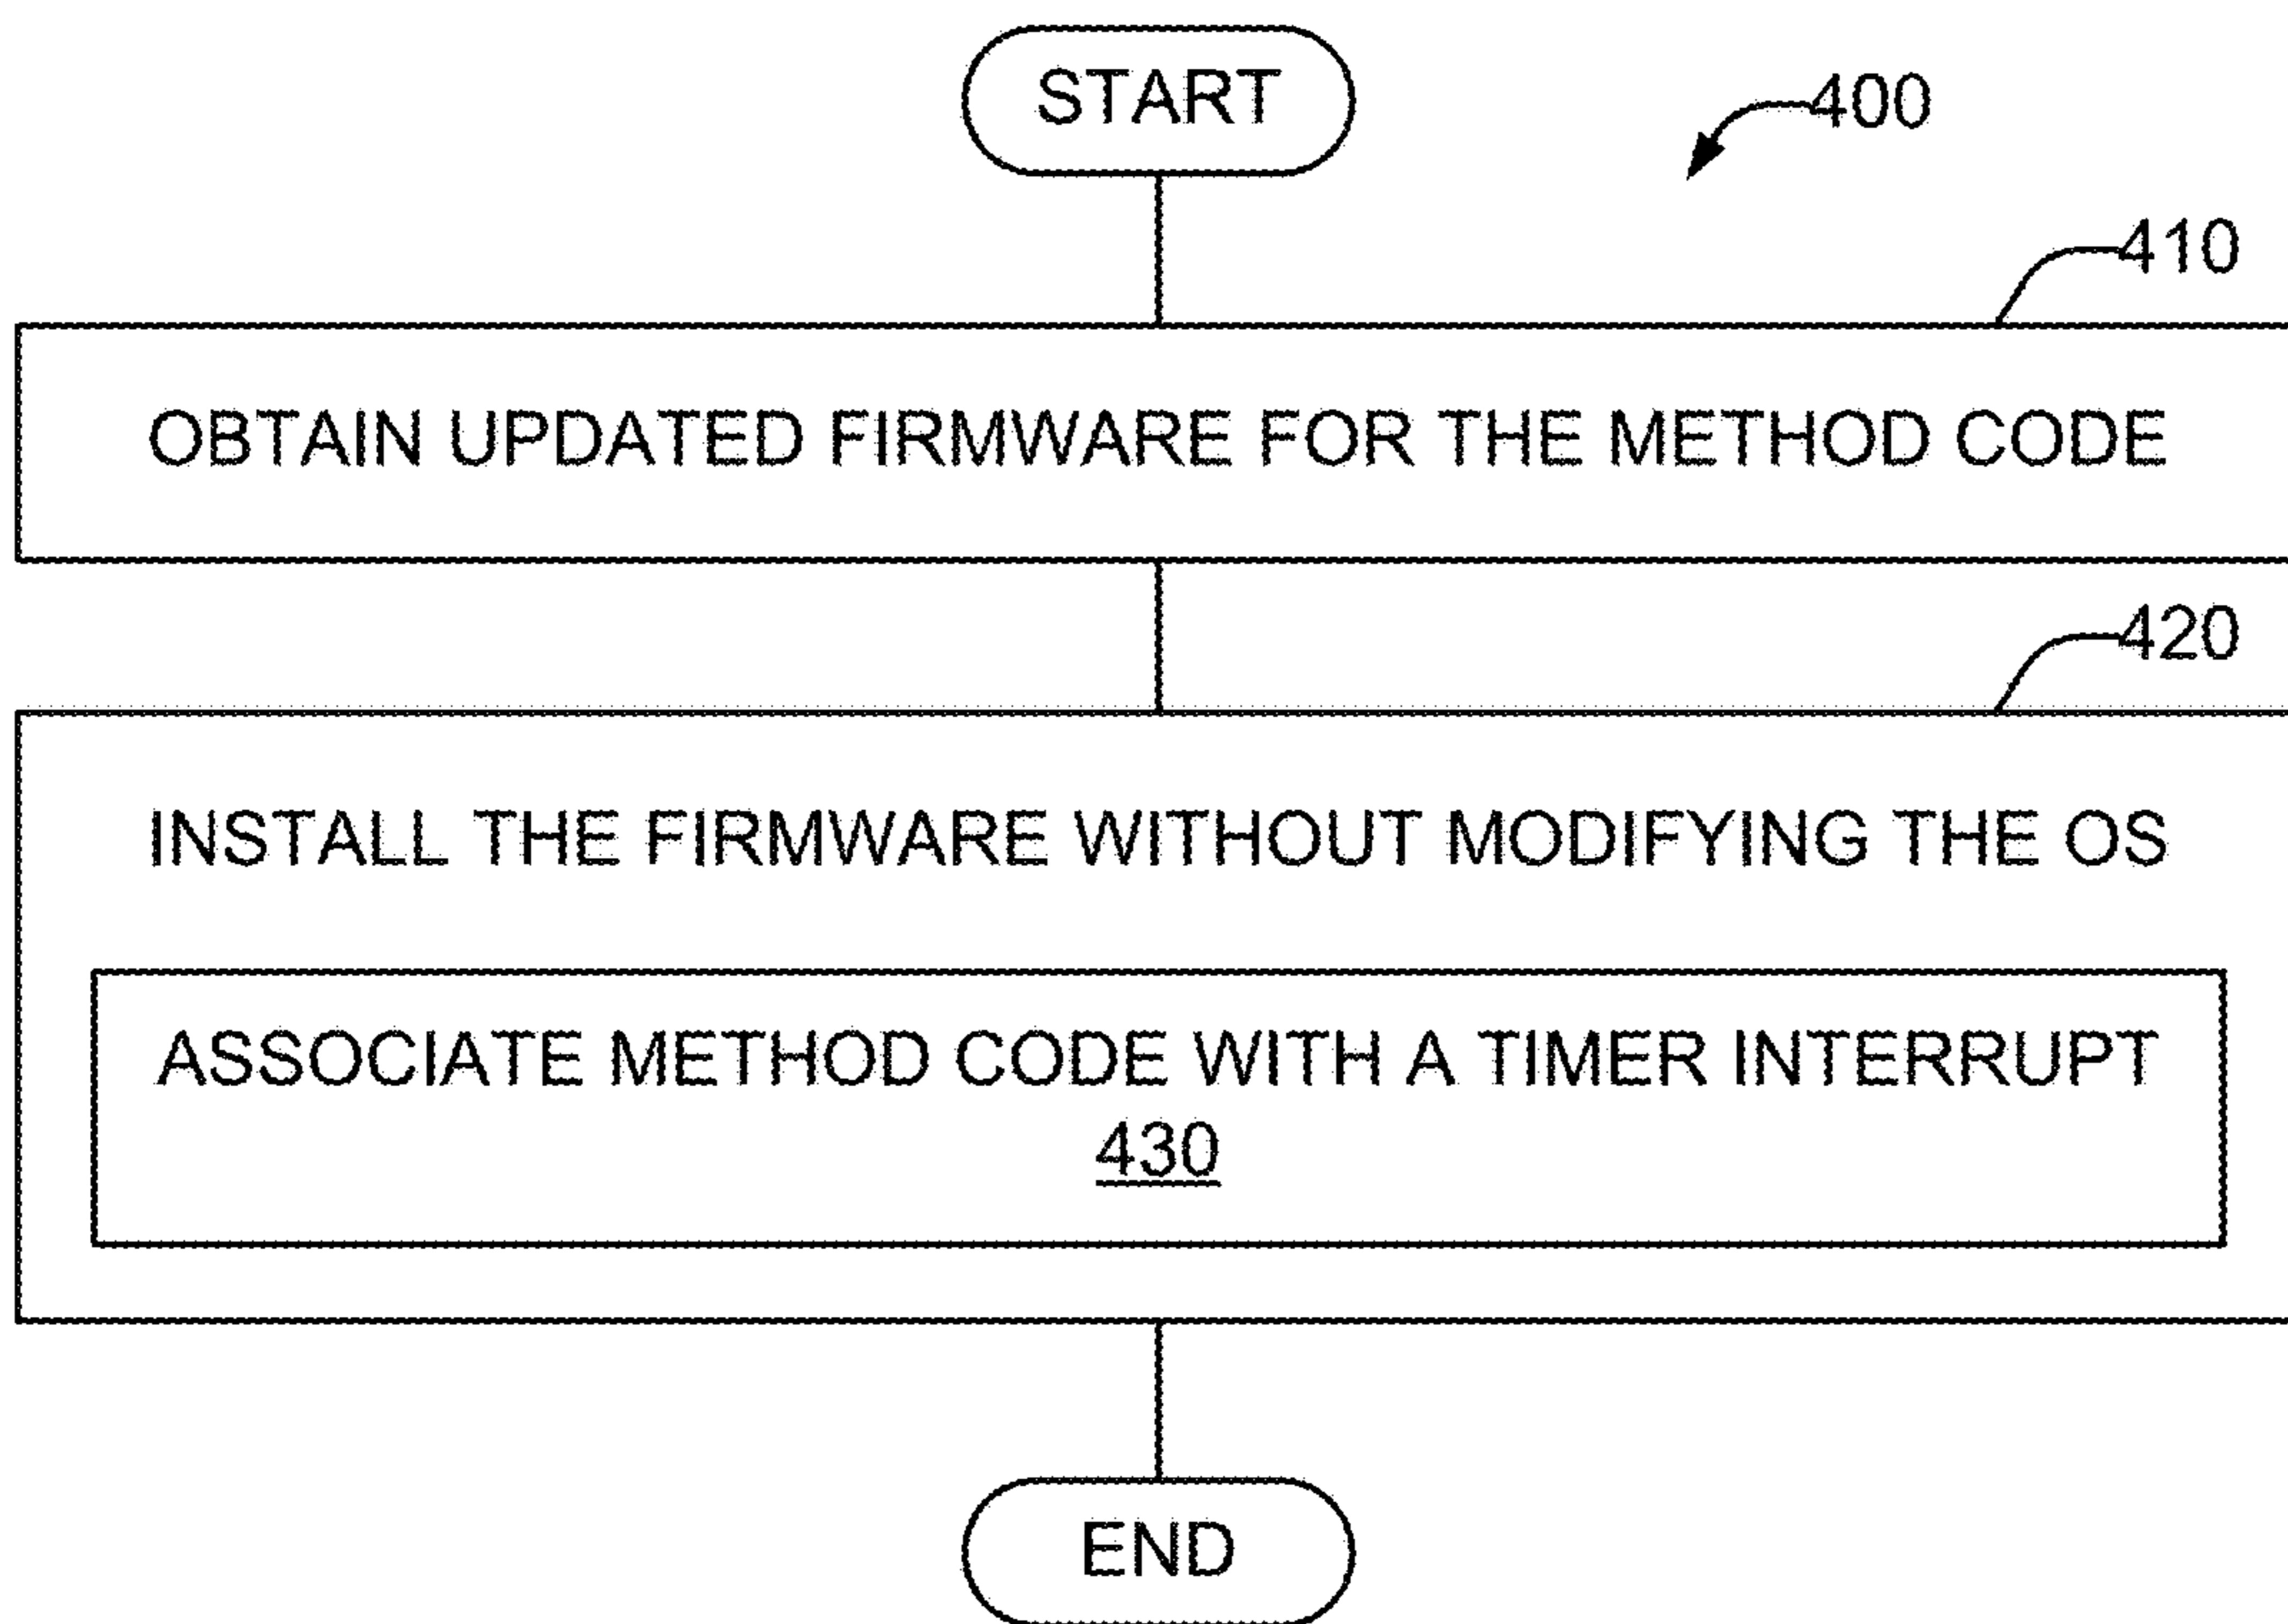 START
400
410
OBTAIN UPDATED FIRMWARE FOR THE METHOD CODE
420
INSTALL THE FIRMWARE WITHOUT MODIFYING THE OS
ASSOCIATE METHOD CODE WITH A TIMER INTERRUPT
430
END